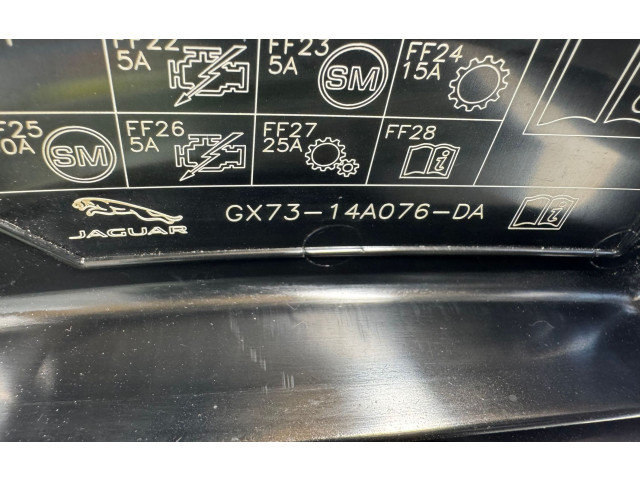 FF22 FF23 FF24
5A 5A 15A
SM
FF25 FF26 FF27 FF28
5A 25A
SM
JAGUAR GX73-14A076-DA